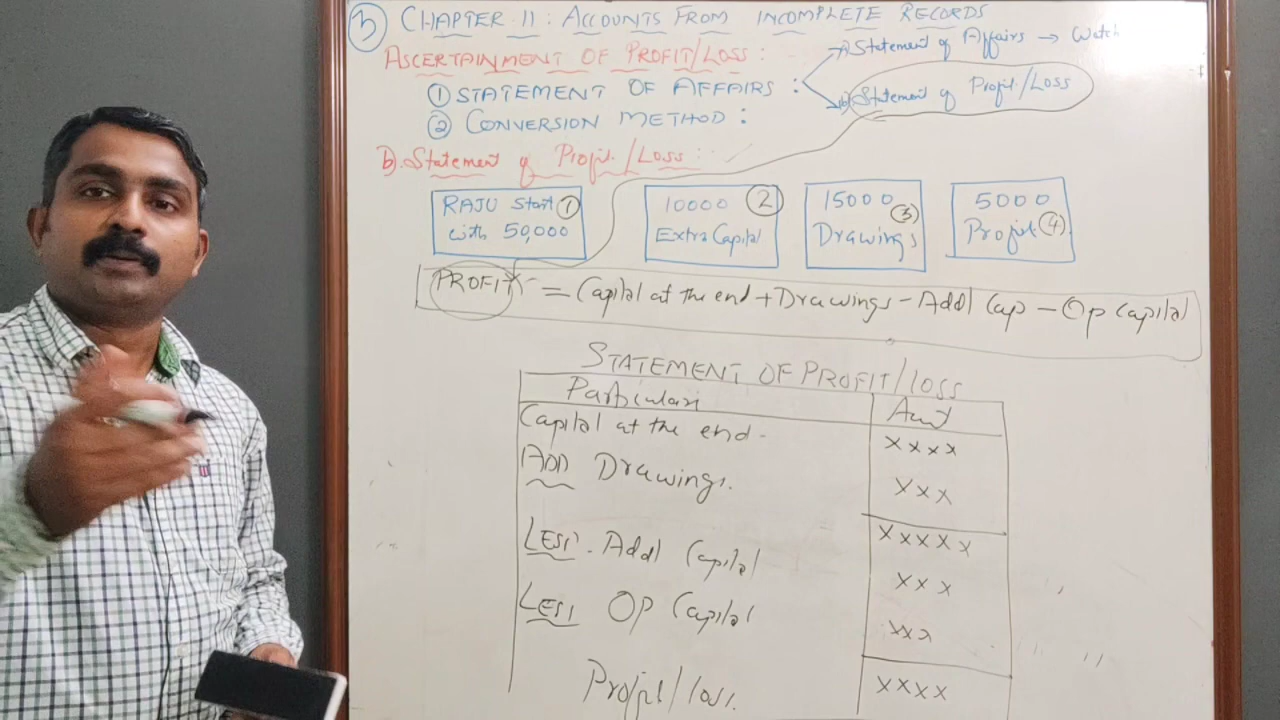 ③ CHAPTER 11: ACCOUNTS FROM INCOMPLETE RECORDS
ASCERTAINMENT OF PROFIT/LOSS:
① STATEMENT OF AFFAIRS :
a) Statement of Affairs → Watch
b) Statement of Profit/Loss
② CONVERSION METHOD :
b). Statement of Profit/Loss:
RAJU Start ① with 50,000
10000 ② Extra Capital
15000 ③ Drawings
5000 Profit ④
PROFIT = Capital at the end + Drawings - Addl Cap - Op Capital
STATEMENT OF PROFIT/LOSS
Particulars Amt
Capital at the end - xxxx
ADD Drawings. xxx
xxxxx
LESS. Addl Capital xxx
LESS Op Capital xxx
Profit/Loss. xxxx